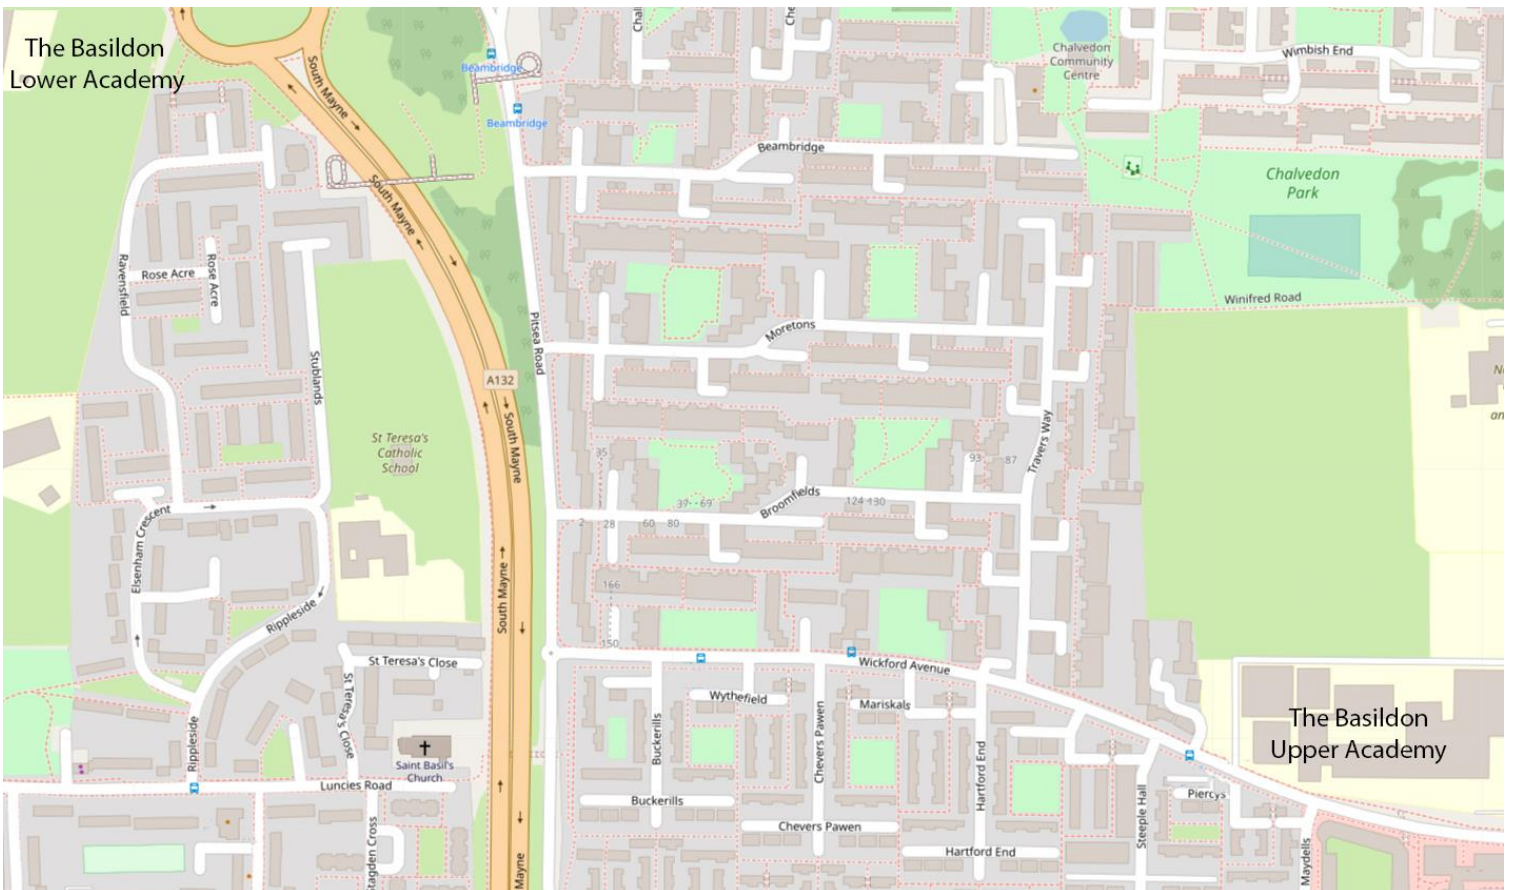 The Basildon
Lower Academy
South Mayne
Beambridge
Beambridge
Chalvedon
Community
Centre
Wimbish End
Beambridge
South Mayne
Chalvedon
Park
Ravensfield
Rose Acre
Rose Acre
Winifred Road
Pitsea Road
Moretons
Stublands
A132
South Mayne
Travers Way
St Teresa's
Catholic
School
35
93
87
37
69
Broomfields
124
130
2
28
60
80
Elsenham Crescent
South Mayne
166
Rippleside
150
St Teresa's Close
Wickford Avenue
Wythefield
Mariskals
St Teresa's Close
Rippleside
Buckerills
Chevers Pawen
Hartford End
The Basildon
Upper Academy
Saint Basil's
Church
Luncies Road
Buckerills
Piercys
Steeple Hall
Chevers Pawen
Hartford End
Maydells
Mayne